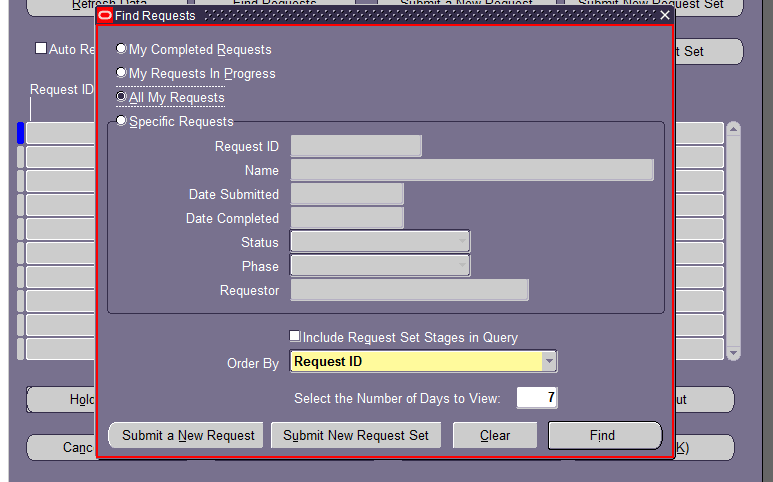 Refresh Data Find Requests Submit a New Request Submit New Request Set
Find Requests
Auto Re
t Set
My Completed Requests
My Requests In Progress
Request ID
All My Requests
Specific Requests
Request ID
Name
Date Submitted
Date Completed
Status
Phase
Requestor
Include Request Set Stages in Query
Order By Request ID
Select the Number of Days to View: 7
Hold
ut
Submit a New Request Submit New Request Set Clear Find
Canc
K)